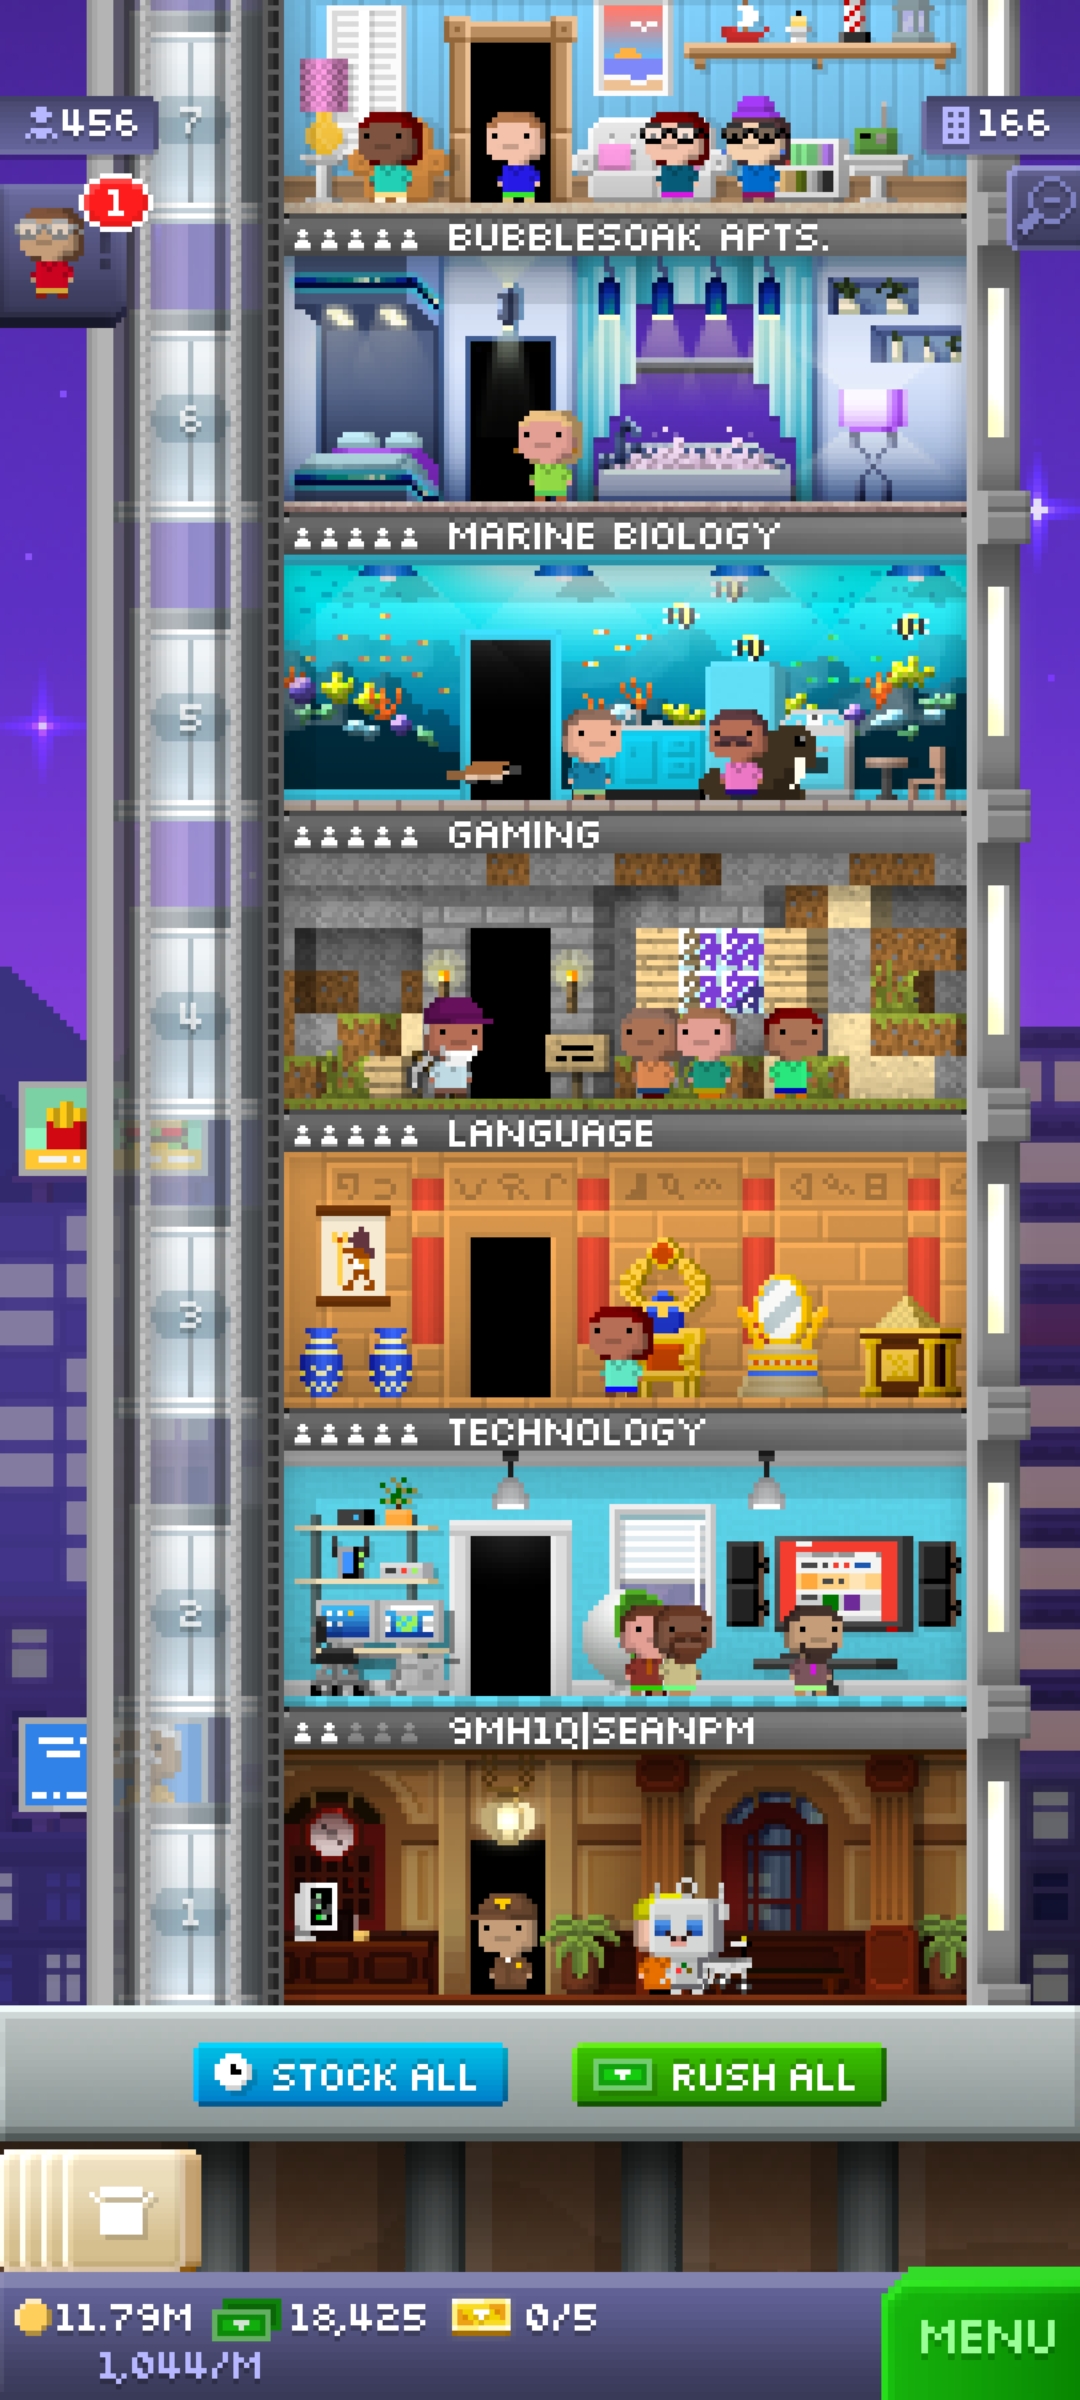 7
456
166
1
BUBBLESOAK APTS.
6
MARINE BIOLOGY
5
GAMING
4
LANGUAGE
3
TECHNOLOGY
2
9MH1Q|SEANPM
1
STOCK ALL
RUSH ALL
11.79M
18,425
0/5
1,044/M
MENU